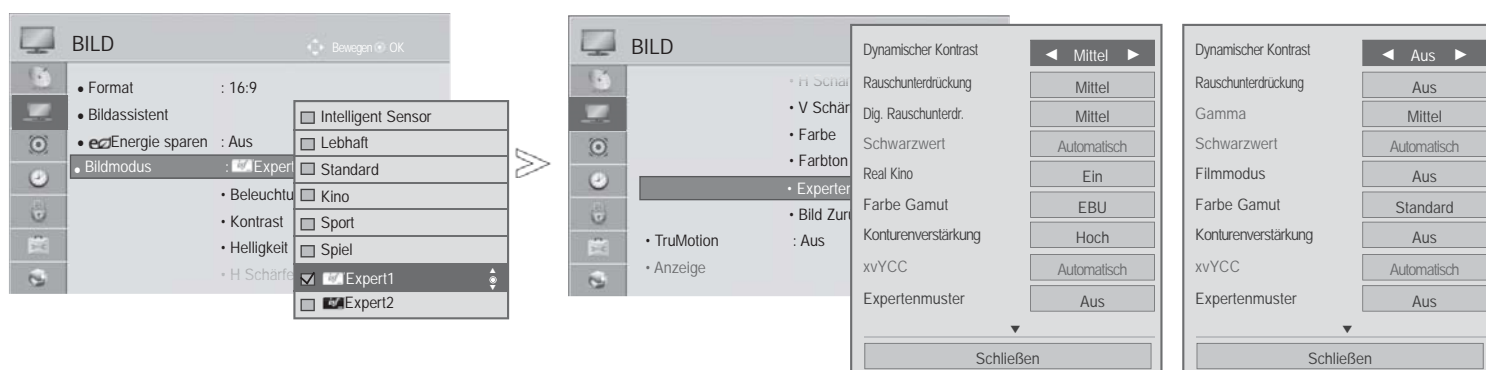 BILD
Bewegen OK
• Format : 16:9
• Bildassistent
• Energie sparen : Aus
• Bildmodus : Expert
• Beleuchtu
• Kontrast
• Helligkeit
• H Schärfe
Intelligent Sensor
Lebhaft
Standard
Kino
Sport
Spiel
Expert1
Expert2
BILD
• H Schär
• V Schär
• Farbe
• Farbton
• Experten
• Bild Zurü
• TruMotion : Aus
• Anzeige
Dynamischer Kontrast ◄ Mittel ►
Rauschunterdrückung Mittel
Dig. Rauschunterdr. Mittel
Schwarzwert Automatisch
Real Kino Ein
Farbe Gamut EBU
Konturenverstärkung Hoch
xvYCC Automatisch
Expertenmuster Aus
▼
Schließen
Dynamischer Kontrast ◄ Aus ►
Rauschunterdrückung Aus
Gamma Mittel
Schwarzwert Automatisch
Filmmodus Aus
Farbe Gamut Standard
Konturenverstärkung Aus
xvYCC Automatisch
Expertenmuster Aus
▼
Schließen